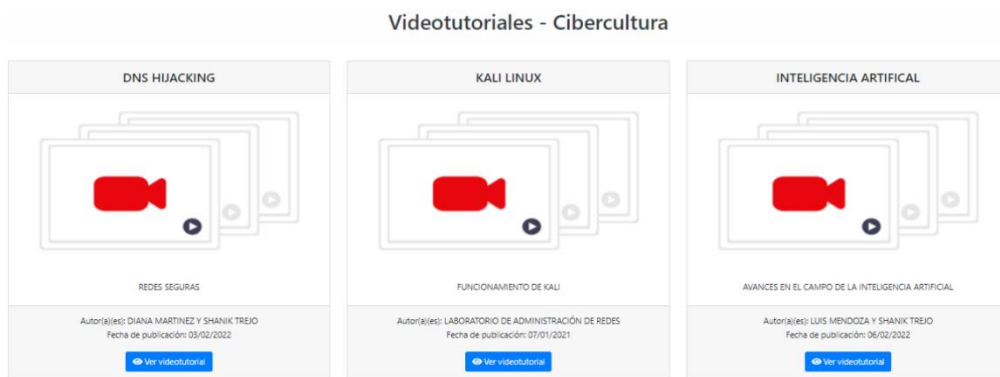 Videotutoriales - Cibercultura
DNS HIJACKING
REDES SEGURAS
Autor(a)(es): DIANA MARTINEZ Y SHANIK TREJO
Fecha de publicación: 03/02/2022
Ver videotutorial
KALI LINUX
FUNCIONAMIENTO DE KALI
Autor(a)(es): LABORATORIO DE ADMINISTRACIÓN DE REDES
Fecha de publicación: 07/01/2021
Ver videotutorial
INTELIGENCIA ARTIFICAL
AVANCES EN EL CAMPO DE LA INTELIGENCIA ARTIFICIAL
Autor(a)(es): LUIS MENDOZA Y SHANIK TREJO
Fecha de publicación: 06/02/2022
Ver videotutorial